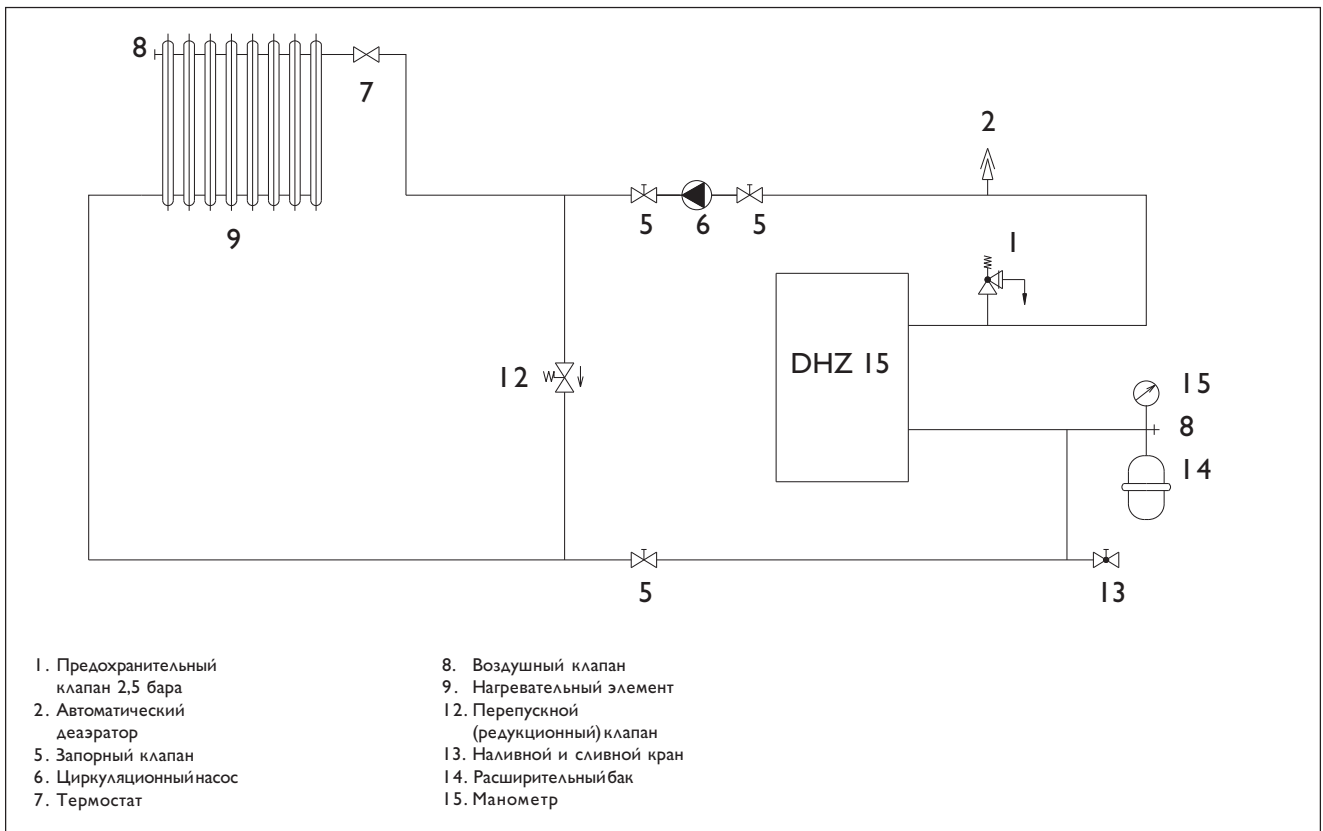 8
7
2
5
6
5
9
1
DHZ 15
12
15
8
14
5
13
1. Предохранительный
клапан 2,5 бара
2. Автоматический
деаэратор
5. Запорный клапан
6. Циркуляционный насос
7. Термостат
8. Воздушный клапан
9. Нагревательный элемент
12. Перепускной
(редукционный) клапан
13. Наливной и сливной кран
14. Расширительный бак
15. Манометр